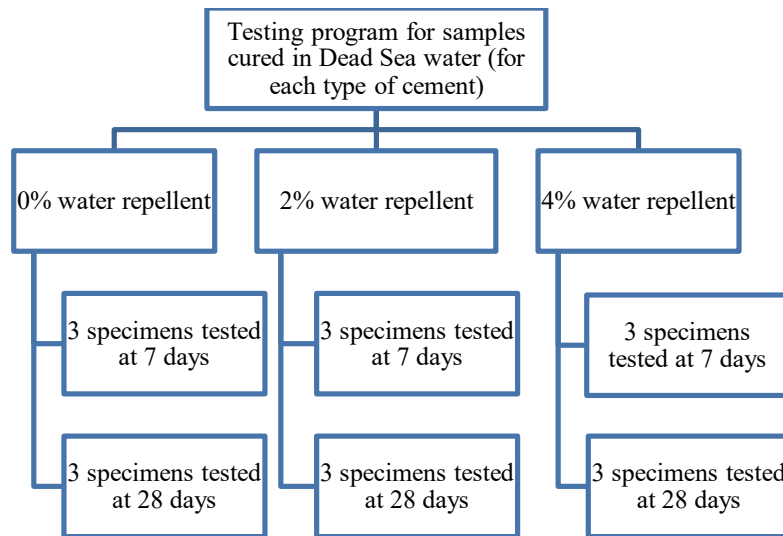 Testing program for samples
cured in Dead Sea water (for
each type of cement)
0% water repellent
2% water repellent
4% water repellent
3 specimens tested
at 7 days
3 specimens tested
at 7 days
3 specimens
tested at 7 days
3 specimens tested
at 28 days
3 specimens tested
at 28 days
3 specimens tested
at 28 days